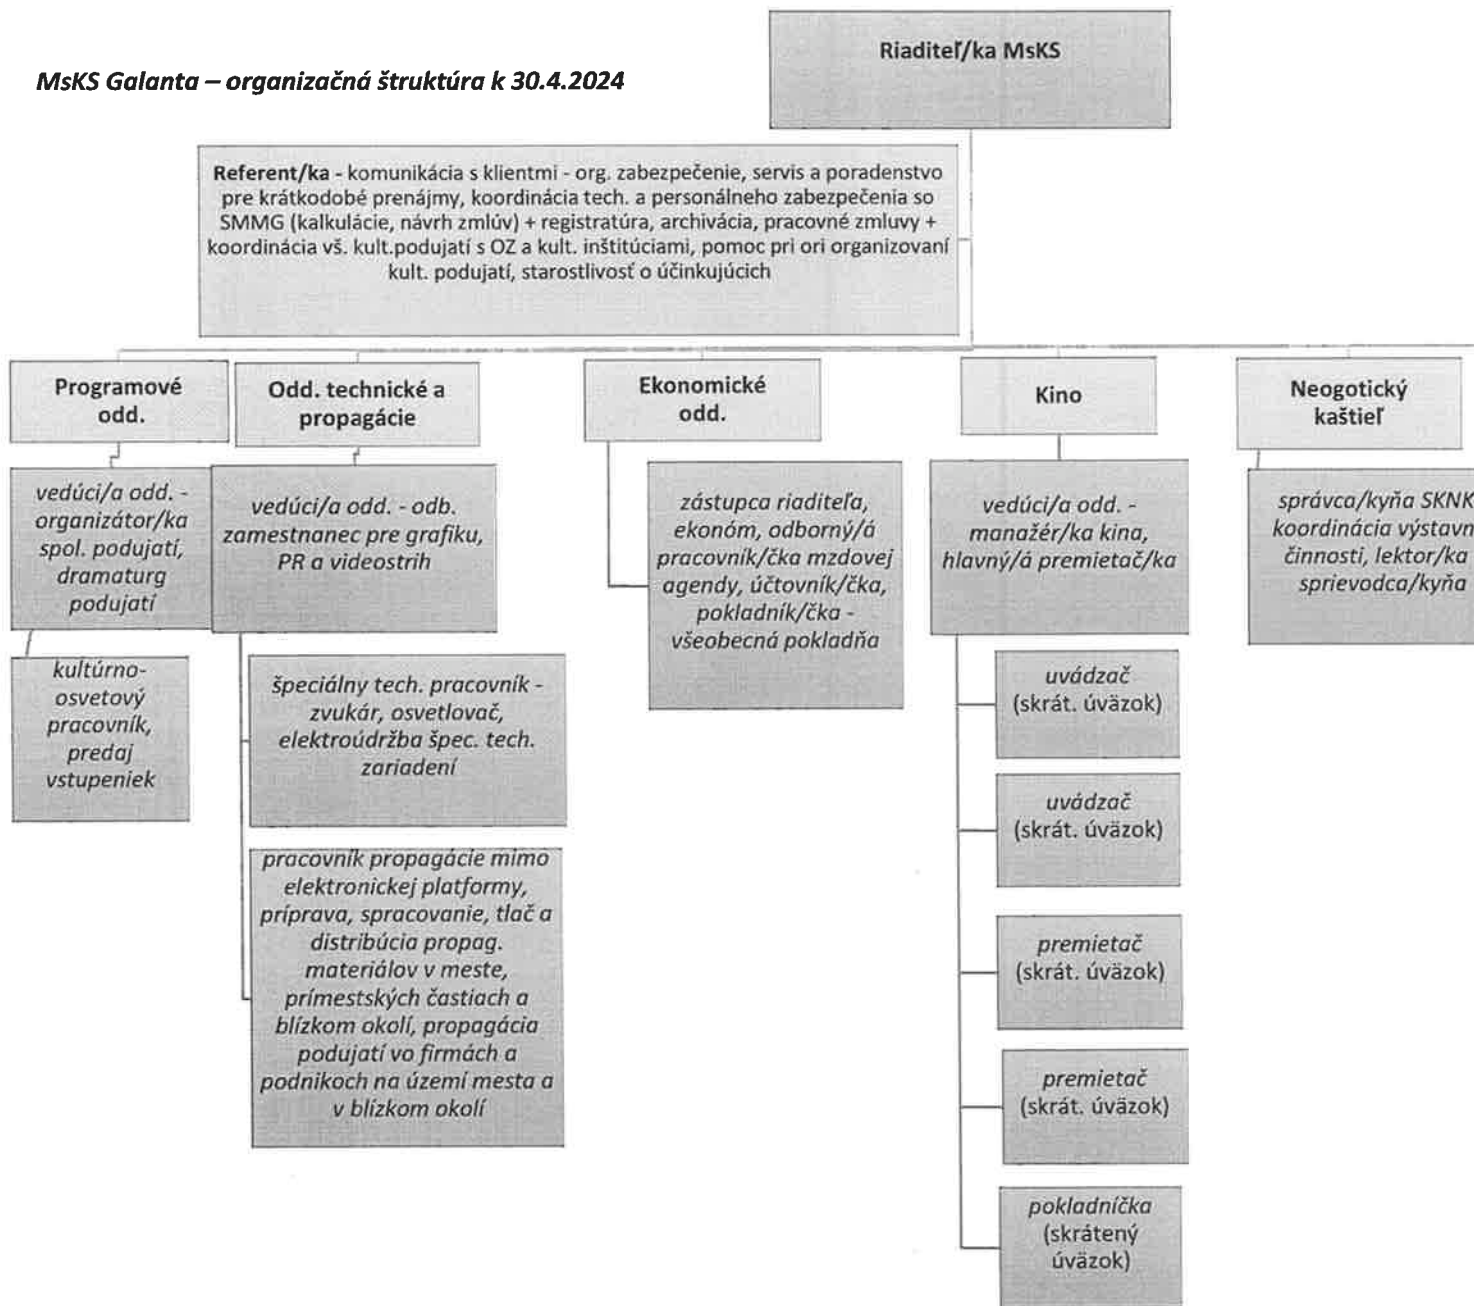 Riaditeľ/ka MsKS
MsKS Galanta – organizačná štruktúra k 30.4.2024
Referent/ka - komunikácia s klientmi - org. zabezpečenie, servis a poradenstvo
pre krátkodobé prenájmy, koordinácia tech. a personálneho zabezpečenia so
SMMG (kalkulácie, návrh zmlúv) + registratúra, archivácia, pracovné zmluvy +
koordinácia vš. kult.podujatí s OZ a kult. inštitúciami, pomoc pri ori organizovaní
kult. podujatí, starostlivosť o účinkujúcich
Programové
odd.
vedúci/a odd. -
organizátor/ka
spol. podujatí,
dramaturg
podujatí
kultúrno-
osvetový
pracovník,
predaj
vstupeniek
Odd. technické a
propagácie
vedúci/a odd. - odb.
zamestnanec pre grafiku,
PR a videostrih
špeciálny tech. pracovník -
zvukár, osvetlovač,
elektroúdržba špec. tech.
zariadení
pracovník propagácie mimo
elektronickej platformy,
príprava, spracovanie, tlač a
distribúcia propag.
materiálov v meste,
prímestských častiach a
blízkom okolí, propagácia
podujatí vo firmách a
podnikoch na území mesta a
v blízkom okolí
Ekonomické
odd.
zástupca riaditeľa,
ekonóm, odborný/á
pracovník/čka mzdovej
agendy, účtovník/čka,
pokladník/čka -
všeobecná pokladňa
Kino
vedúci/a odd. -
manažér/ka kina,
hlavný/á premietač/ka
uvádzač
(skrát. úväzok)
uvádzač
(skrát. úväzok)
premietač
(skrát. úväzok)
premietač
(skrát. úväzok)
pokladníčka
(skrátený
úväzok)
Neogotický
kaštieľ
správca/kyňa SKNK
koordinácia výstavn
činnosti, lektor/ka
sprievodca/kyňa